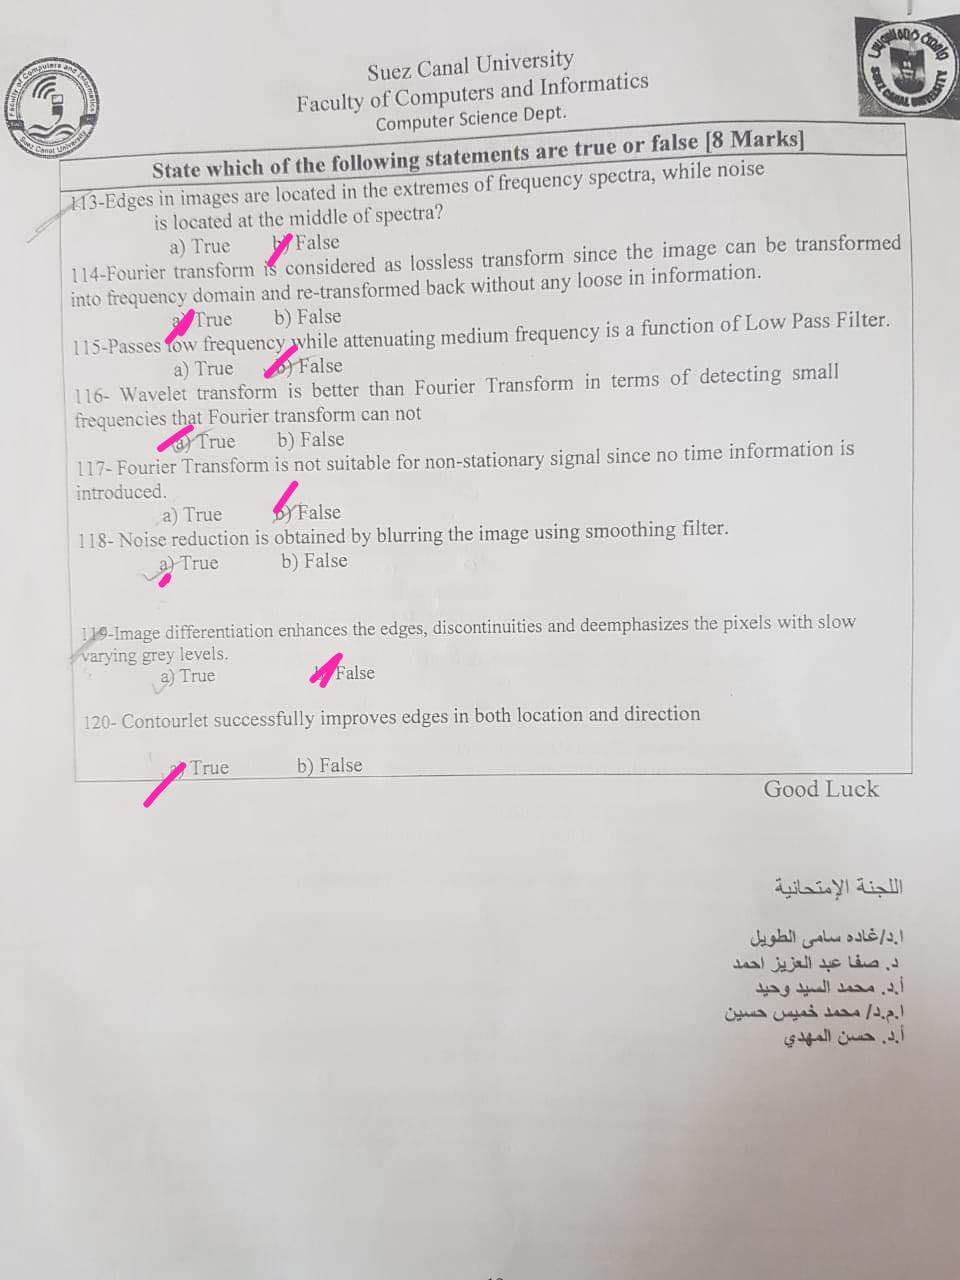 Suez Canal University
Faculty of Computers and Informatics
Computer Science Dept.
Faculty of Computers and Informatics
Suez Canal University
SUEZ CANAL UNIVERSITY
State which of the following statements are true or false [8 Marks]
113-Edges in images are located in the extremes of frequency spectra, while noise
is located at the middle of spectra?
a) True b) False
114-Fourier transform is considered as lossless transform since the image can be transformed
into frequency domain and re-transformed back without any loose in information.
a) True b) False
115-Passes low frequency while attenuating medium frequency is a function of Low Pass Filter.
a) True b) False
116- Wavelet transform is better than Fourier Transform in terms of detecting small
frequencies that Fourier transform can not
a) True b) False
117- Fourier Transform is not suitable for non-stationary signal since no time information is
introduced.
a) True b) False
118- Noise reduction is obtained by blurring the image using smoothing filter.
a) True b) False
119-Image differentiation enhances the edges, discontinuities and deemphasizes the pixels with slow
varying grey levels.
a) True b) False
120- Contourlet successfully improves edges in both location and direction
a) True b) False
Good Luck
اللجنة الإمتحانية
ا.د/غاده سامى الطويل
د. صفا عبد العزيز احمد
أ.د. محمد السيد وحيد
ا.م.د/ محمد خميس حسين
أ.د. حسن المهدي